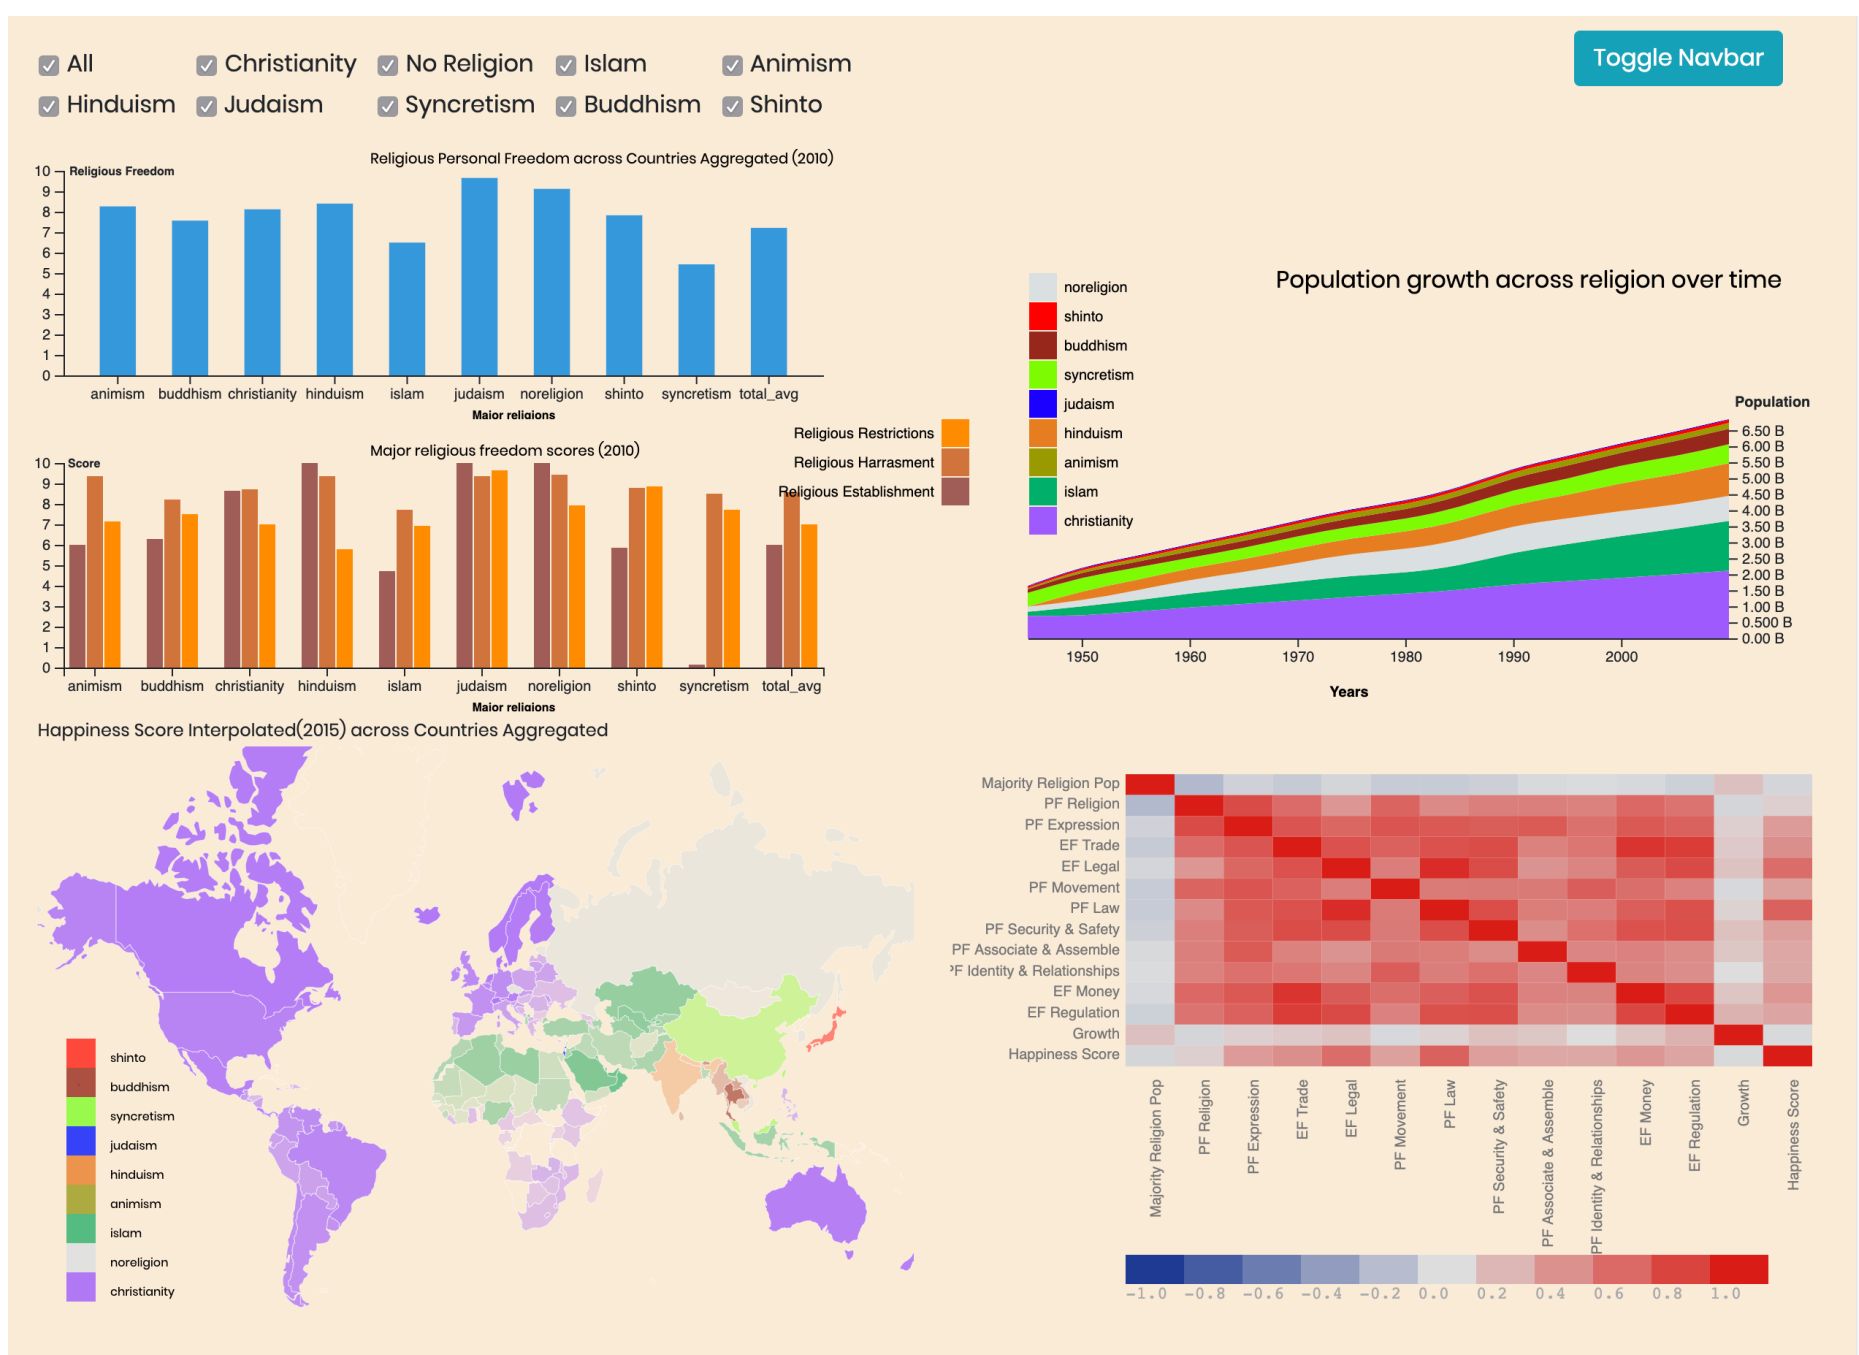 All Christianity No Religion Islam Animism
Hinduism Judaism Syncretism Buddhism Shinto
Toggle Navbar
Religious Personal Freedom across Countries Aggregated (2010)
Religious Freedom
10
9
8
7
6
5
4
3
2
1
0
animism buddhism christianity hinduism islam judaism noreligion shinto syncretism total_avg
Major religions
Major religious freedom scores (2010)
Score
10
9
8
7
6
5
4
3
2
1
0
Religious Restrictions
Religious Harrasment
Religious Establishment
animism buddhism christianity hinduism islam judaism noreligion shinto syncretism total_avg
Major religions
Population growth across religion over time
noreligion
shinto
buddhism
syncretism
judaism
hinduism
animism
islam
christianity
Population
6.50 B
6.00 B
5.50 B
5.00 B
4.50 B
4.00 B
3.50 B
3.00 B
2.50 B
2.00 B
1.50 B
1.00 B
0.500 B
0.00 B
1950 1960 1970 1980 1990 2000
Years
Happiness Score Interpolated(2015) across Countries Aggregated
shinto
buddhism
syncretism
judaism
hinduism
animism
islam
noreligion
christianity
Majority Religion Pop
PF Religion
PF Expression
EF Trade
EF Legal
PF Movement
PF Law
PF Security & Safety
PF Associate & Assemble
PF Identity & Relationships
EF Money
EF Regulation
Growth
Happiness Score
Majority Religion Pop
PF Religion
PF Expression
EF Trade
EF Legal
PF Movement
PF Law
PF Security & Safety
PF Associate & Assemble
PF Identity & Relationships
EF Money
EF Regulation
Growth
Happiness Score
-1.0 -0.8 -0.6 -0.4 -0.2 0.0 0.2 0.4 0.6 0.8 1.0